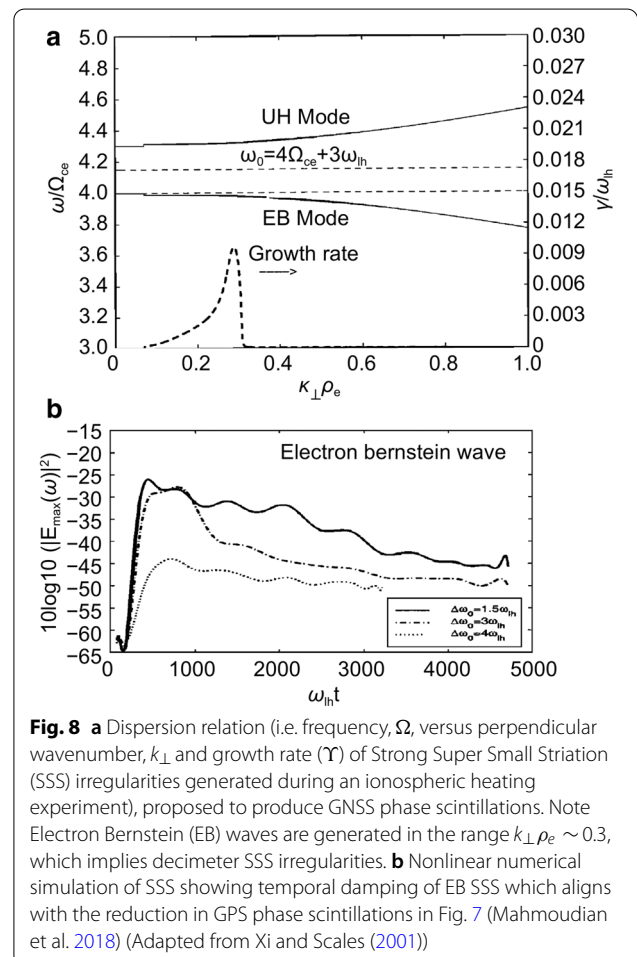 a
5.0
4.8
4.6
4.4
4.2
4.0
3.8
3.6
3.4
3.2
3.0
ω/Ωce
UH Mode
ω₀=4Ωce+3ωlh
EB Mode
Growth rate
0.030
0.027
0.024
0.021
0.018
0.015
0.012
0.009
0.006
0.003
0
γ/ωlh
0 0.2 0.4 0.6 0.8 1.0
κ⊥ρe
b
−15
−20
−25
−30
−35
−40
−45
−50
−55
−60
−65
10log10 (|Emax(ω)|²)
Electron bernstein wave
Δω₀=1.5ωlh
Δω₀=3ωlh
Δω₀=4ωlh
0 1000 2000 3000 4000 5000
ωlht
Fig. 8 a Dispersion relation (i.e. frequency, Ω, versus perpendicular
wavenumber, k⊥ and growth rate (ϒ) of Strong Super Small Striation
(SSS) irregularities generated during an ionospheric heating
experiment), proposed to produce GNSS phase scintillations. Note
Electron Bernstein (EB) waves are generated in the range k⊥ρe ∼ 0.3,
which implies decimeter SSS irregularities. b Nonlinear numerical
simulation of SSS showing temporal damping of EB SSS which aligns
with the reduction in GPS phase scintillations in Fig. 7 (Mahmoudian
et al. 2018) (Adapted from Xi and Scales (2001))